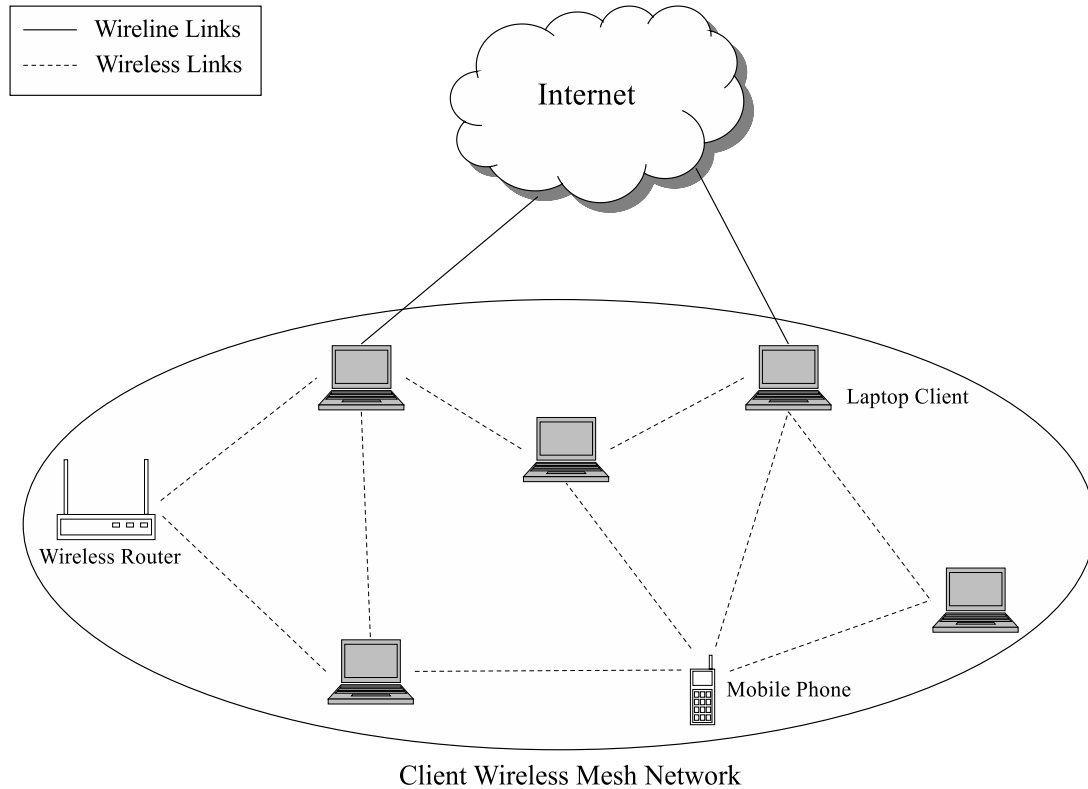 Wireline Links
Wireless Links
Internet
Laptop Client
Wireless Router
Mobile Phone
Client Wireless Mesh Network